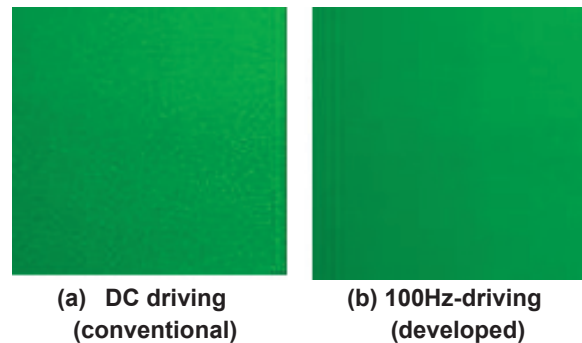 (a) DC driving
(conventional)
(b) 100Hz-driving
(developed)